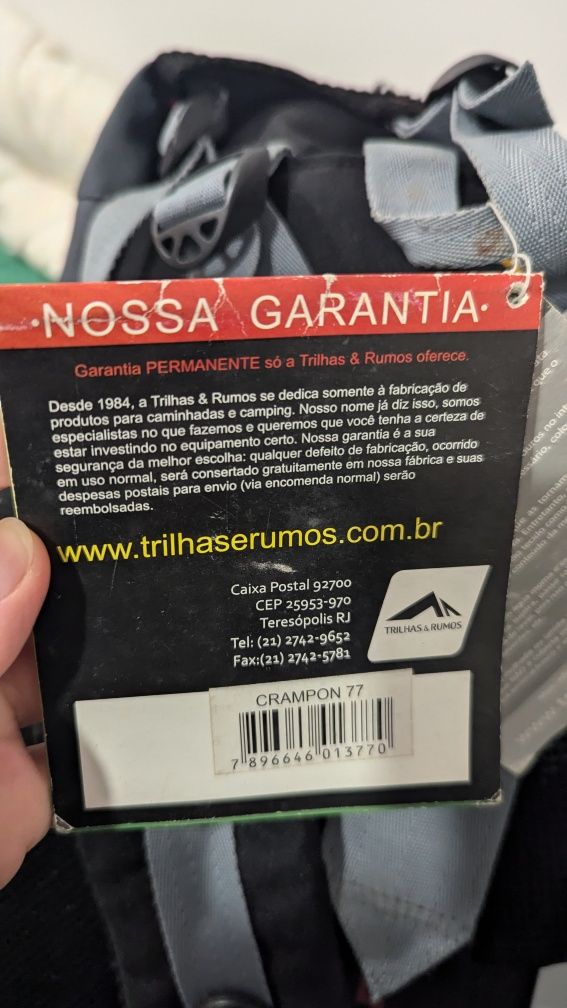 ·NOSSA GARANTIA·
Garantia PERMANENTE só a Trilhas & Rumos oferece.
Desde 1984, a Trilhas & Rumos se dedica somente à fabricação de
produtos para caminhadas e camping. Nosso nome já diz isso, somos
especialistas no que fazemos e queremos que você tenha a certeza de
estar investindo no equipamento certo. Nossa garantia é a sua
segurança da melhor escolha: qualquer defeito de fabricação, ocorrido
em uso normal, será consertado gratuitamente em nossa fábrica e suas
despesas postais para envio (via encomenda normal) serão
reembolsadas.
www.trilhaserumos.com.br
Caixa Postal 92700
CEP 25953-970
Teresópolis RJ
Tel: (21) 2742-9652
Fax:(21) 2742-5781
TRILHAS & RUMOS
CRAMPON 77
7 896646 013770